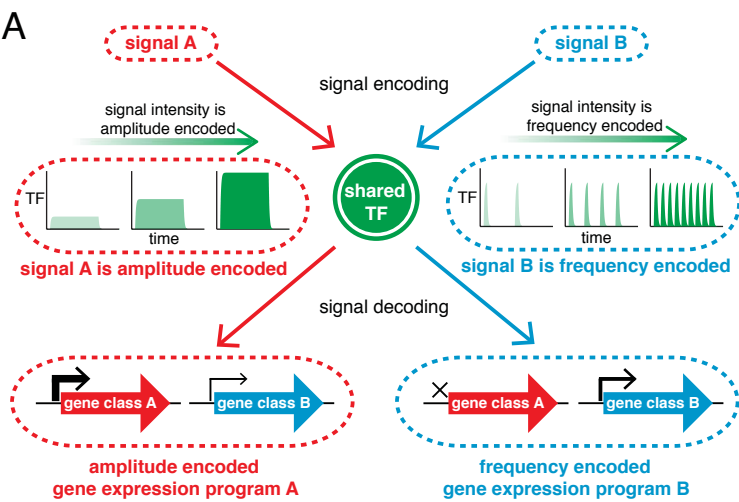 A
signal A
signal B
signal encoding
signal intensity is
amplitude encoded
signal intensity is
frequency encoded
TF
time
shared
TF
TF
time
signal A is amplitude encoded
signal B is frequency encoded
signal decoding
gene class A
gene class B
gene class A
gene class B
amplitude encoded
gene expression program A
frequency encoded
gene expression program B